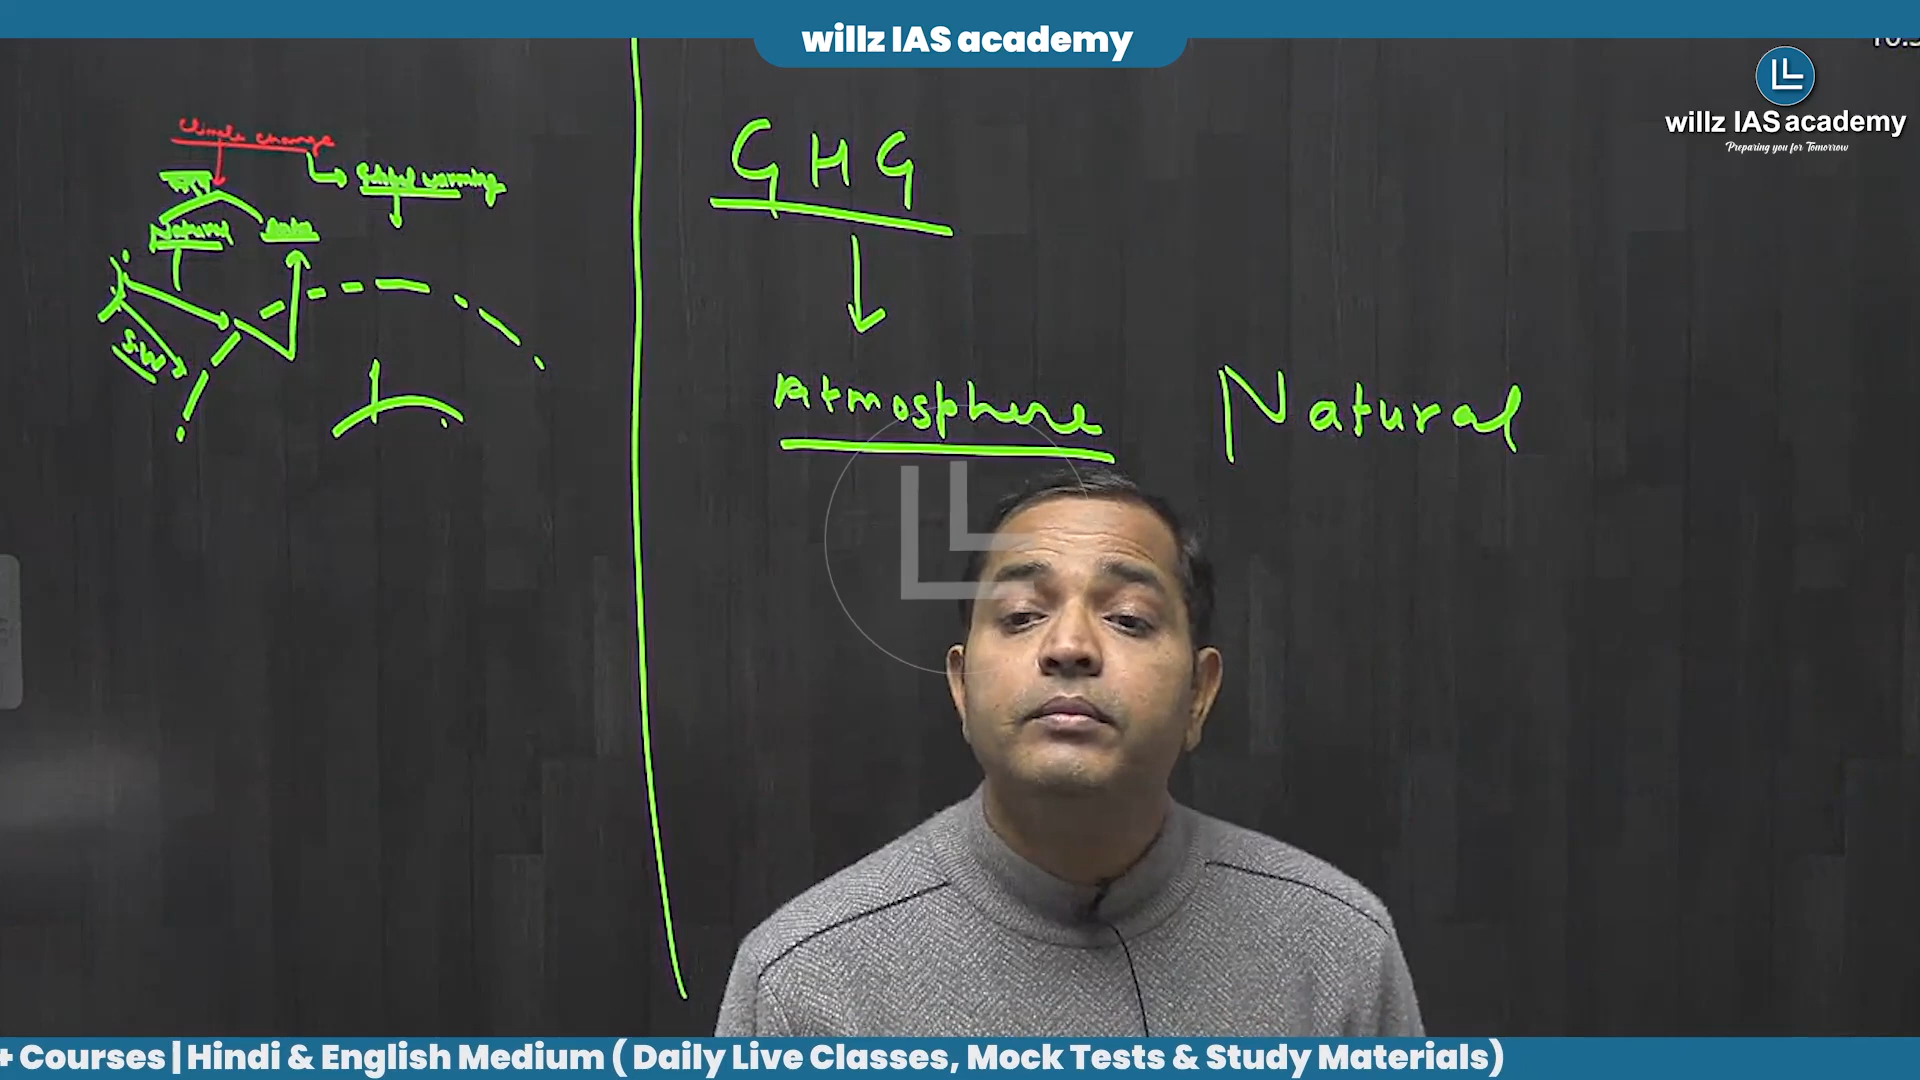 willz IAS academy
willz IAS academy
Preparing you for Tomorrow
Climate change
Global warming
Natural
SW
GHG
Atmosphere
Natural
+ Courses | Hindi & English Medium ( Daily Live Classes, Mock Tests & Study Materials)